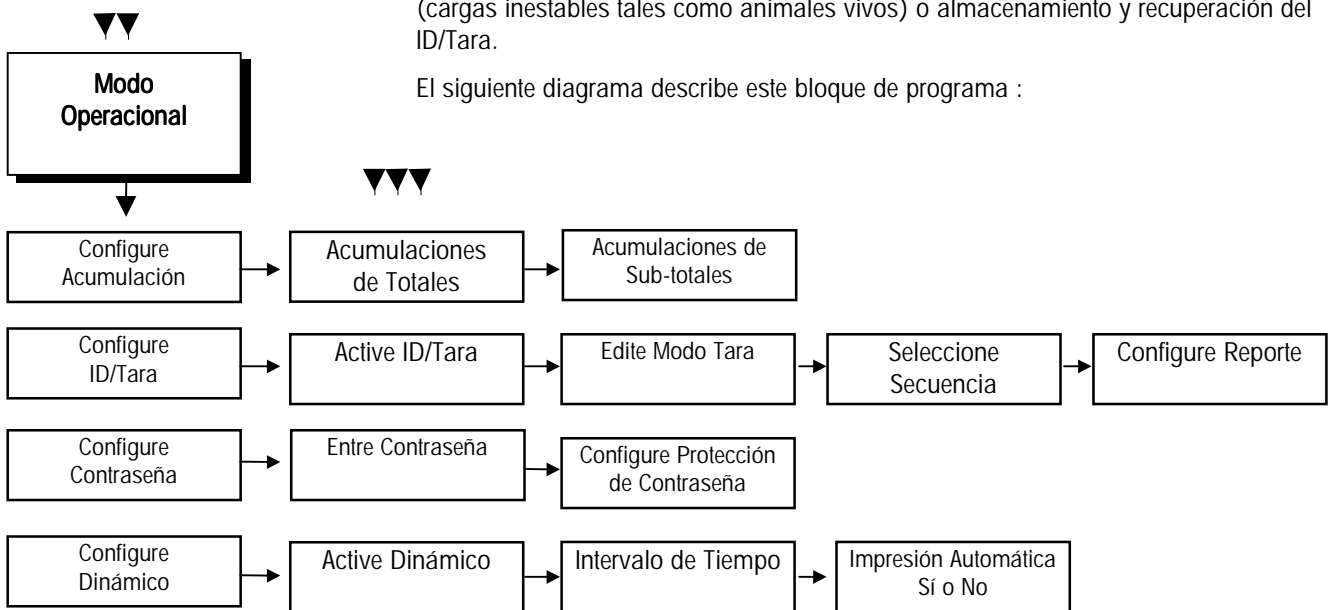 (cargas inestables tales como animales vivos) o almacenamiento y recuperación del
ID/Tara.
El siguiente diagrama describe este bloque de programa :
Modo
Operacional
Configure
Acumulación
Acumulaciones
de Totales
Acumulaciones de
Sub-totales
Configure
ID/Tara
Active ID/Tara
Edite Modo Tara
Seleccione
Secuencia
Configure Reporte
Configure
Contraseña
Entre Contraseña
Configure Protección
de Contraseña
Configure
Dinámico
Active Dinámico
Intervalo de Tiempo
Impresión Automática
Sí o No